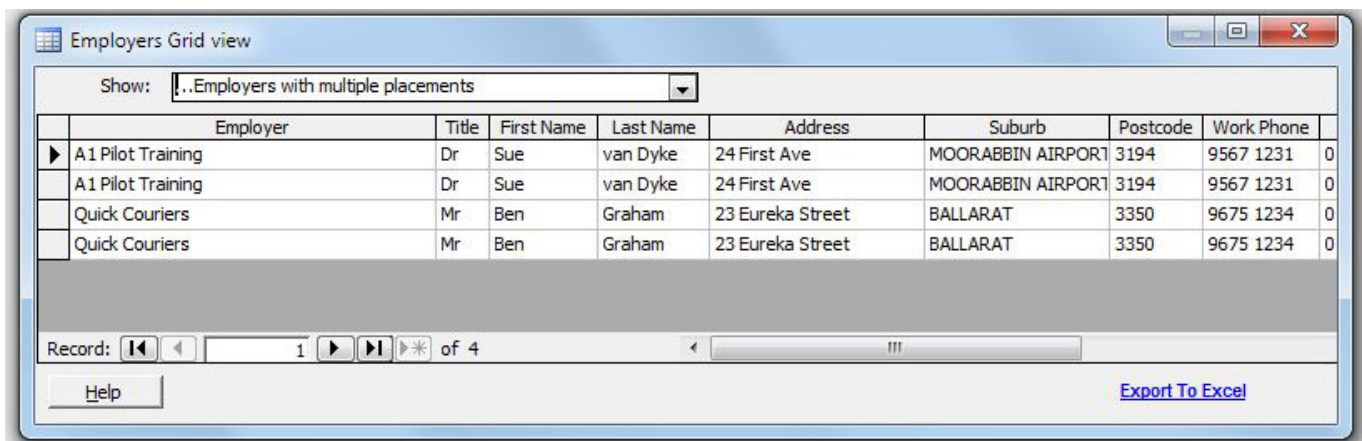 Employers Grid view
Show: ...Employers with multiple placements
Employer Title First Name Last Name Address Suburb Postcode Work Phone
A1 Pilot Training Dr Sue van Dyke 24 First Ave MOORABBIN AIRPORT 3194 9567 1231 0
A1 Pilot Training Dr Sue van Dyke 24 First Ave MOORABBIN AIRPORT 3194 9567 1231 0
Quick Couriers Mr Ben Graham 23 Eureka Street BALLARAT 3350 9675 1234 0
Quick Couriers Mr Ben Graham 23 Eureka Street BALLARAT 3350 9675 1234 0
Record: 1 of 4
Help Export To Excel